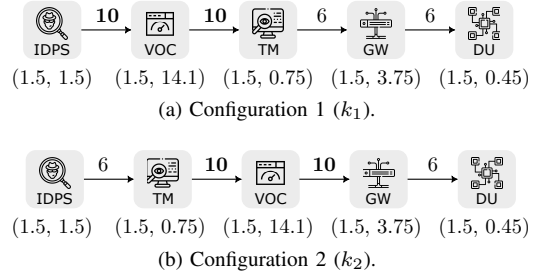 10 10 6 6
IDPS VOC TM GW DU
(1.5, 1.5) (1.5, 14.1) (1.5, 0.75) (1.5, 3.75) (1.5, 0.45)
(a) Configuration 1 (k₁).
6 10 10 6
IDPS TM VOC GW DU
(1.5, 1.5) (1.5, 0.75) (1.5, 14.1) (1.5, 3.75) (1.5, 0.45)
(b) Configuration 2 (k₂).